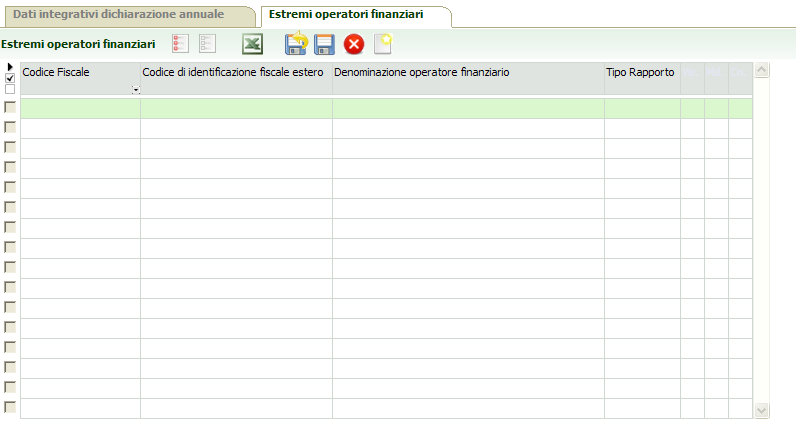 Dati integrativi dichiarazione annuale
Estremi operatori finanziari
Estremi operatori finanziari
Codice Fiscale
Codice di identificazione fiscale estero
Denominazione operatore finanziario
Tipo Rapporto